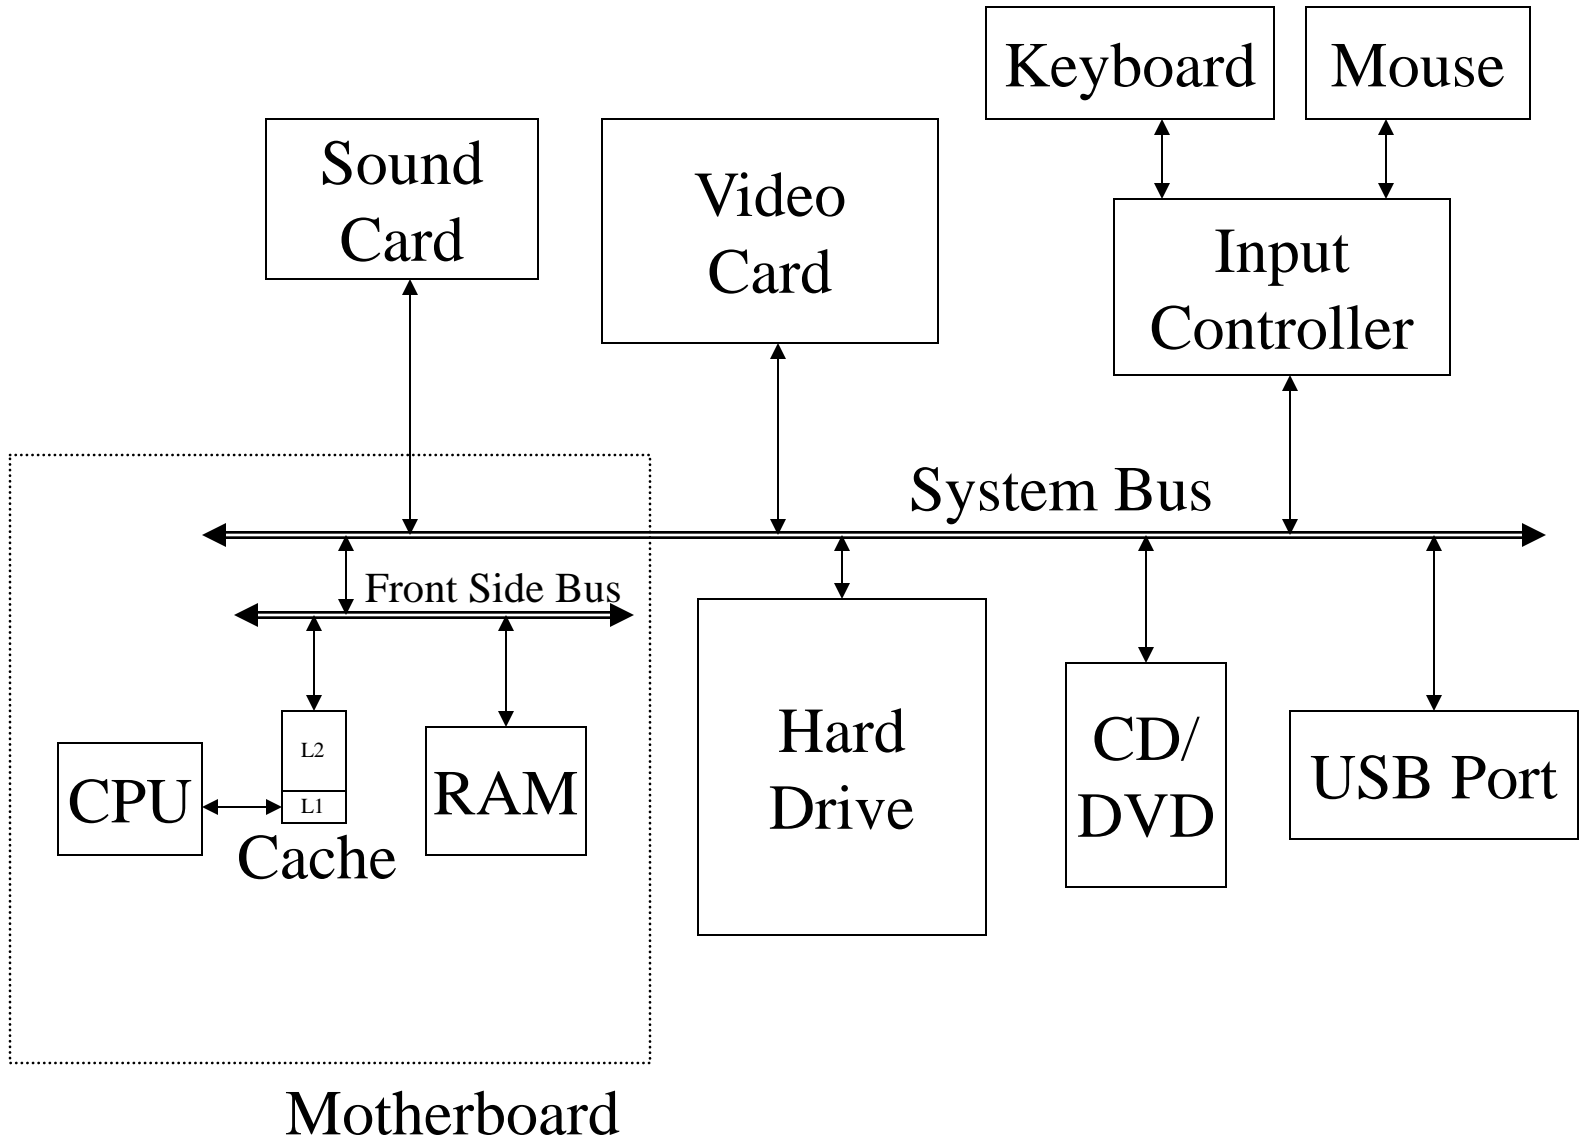 Keyboard
Mouse
Sound
Card
Video
Card
Input
Controller
System Bus
Front Side Bus
L2
L1
CPU
Cache
RAM
Hard
Drive
CD/
DVD
USB Port
Motherboard